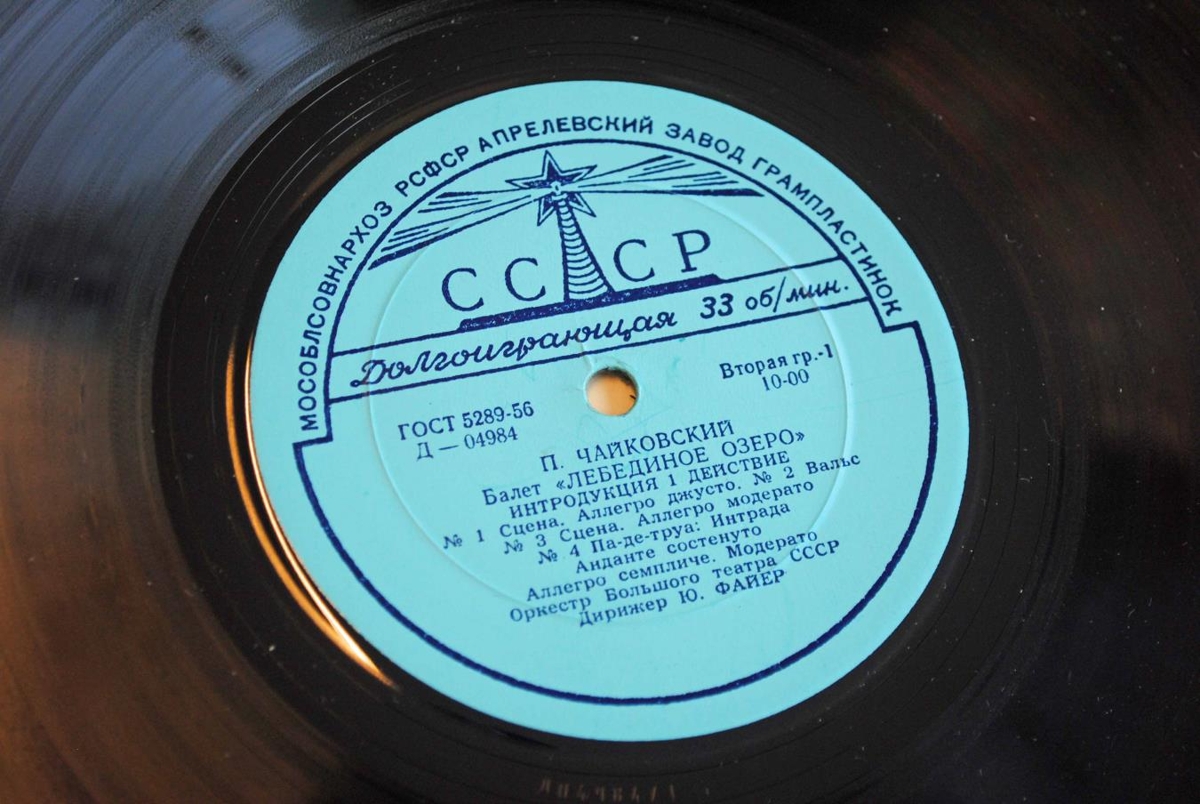 МОСОБЛСОВНАРХОЗ РСФСР АПРЕЛЕВСКИЙ ЗАВОД ГРАМПЛАСТИНОК
СССР
Долгоиграющая 33 об/мин.
ГОСТ 5289-56
Д — 04984
Вторая гр.-1
10-00
П. ЧАЙКОВСКИЙ
Балет «ЛЕБЕДИНОЕ ОЗЕРО»
ИНТРОДУКЦИЯ 1 ДЕЙСТВИЕ
№ 1 Сцена. Аллегро джусто. № 2 Вальс
№ 3 Сцена. Аллегро модерато
№ 4 Па-де-труа: Интрада
Анданте состенуто
Аллегро семпличе. Модерато
Оркестр Большого театра СССР
Дирижер Ю. ФАЙЕР